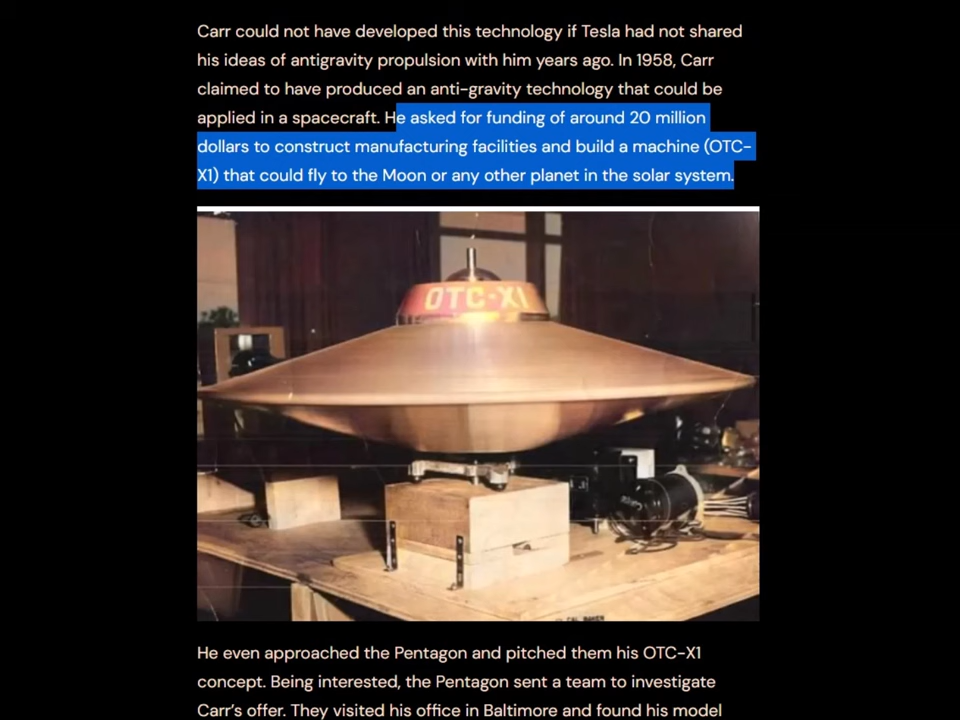 Carr could not have developed this technology if Tesla had not shared
his ideas of antigravity propulsion with him years ago. In 1958, Carr
claimed to have produced an anti-gravity technology that could be
applied in a spacecraft. He asked for funding of around 20 million
dollars to construct manufacturing facilities and build a machine (OTC-
X1) that could fly to the Moon or any other planet in the solar system.
OTC-X1
He even approached the Pentagon and pitched them his OTC-X1
concept. Being interested, the Pentagon sent a team to investigate
Carr's offer. They visited his office in Baltimore and found his model